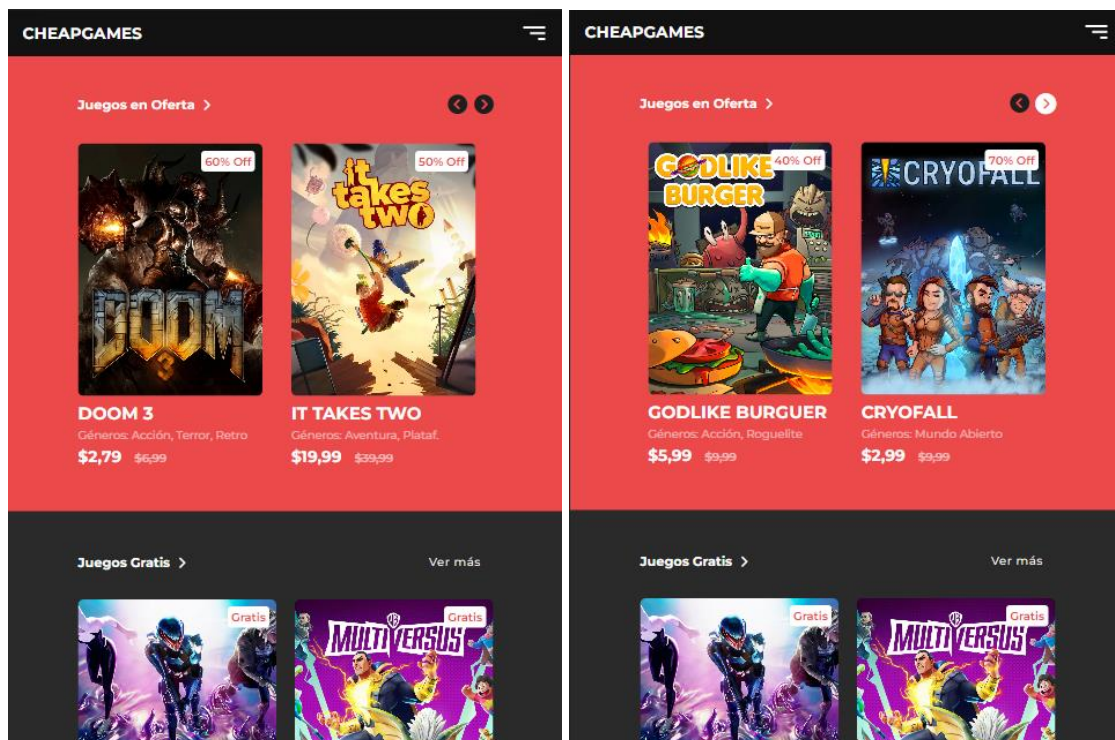 CHEAPGAMES
Juegos en Oferta
60% Off
50% Off
it takes two
DOOM
3
DOOM 3
IT TAKES TWO
Géneros: Acción, Terror, Retro
Géneros: Aventura, Plataf.
$2,79 $6,99
$19,99 $39,99
Juegos Gratis
Ver más
Gratis
Gratis
MULTIVERSUS
CHEAPGAMES
Juegos en Oferta
40% Off
70% Off
GODLIKE
BURGER
CRYOFALL
GODLIKE BURGUER
CRYOFALL
Géneros: Acción, Roguelite
Géneros: Mundo Abierto
$5,99 $9,99
$2,99 $9,99
Juegos Gratis
Ver más
Gratis
Gratis
MULTIVERSUS